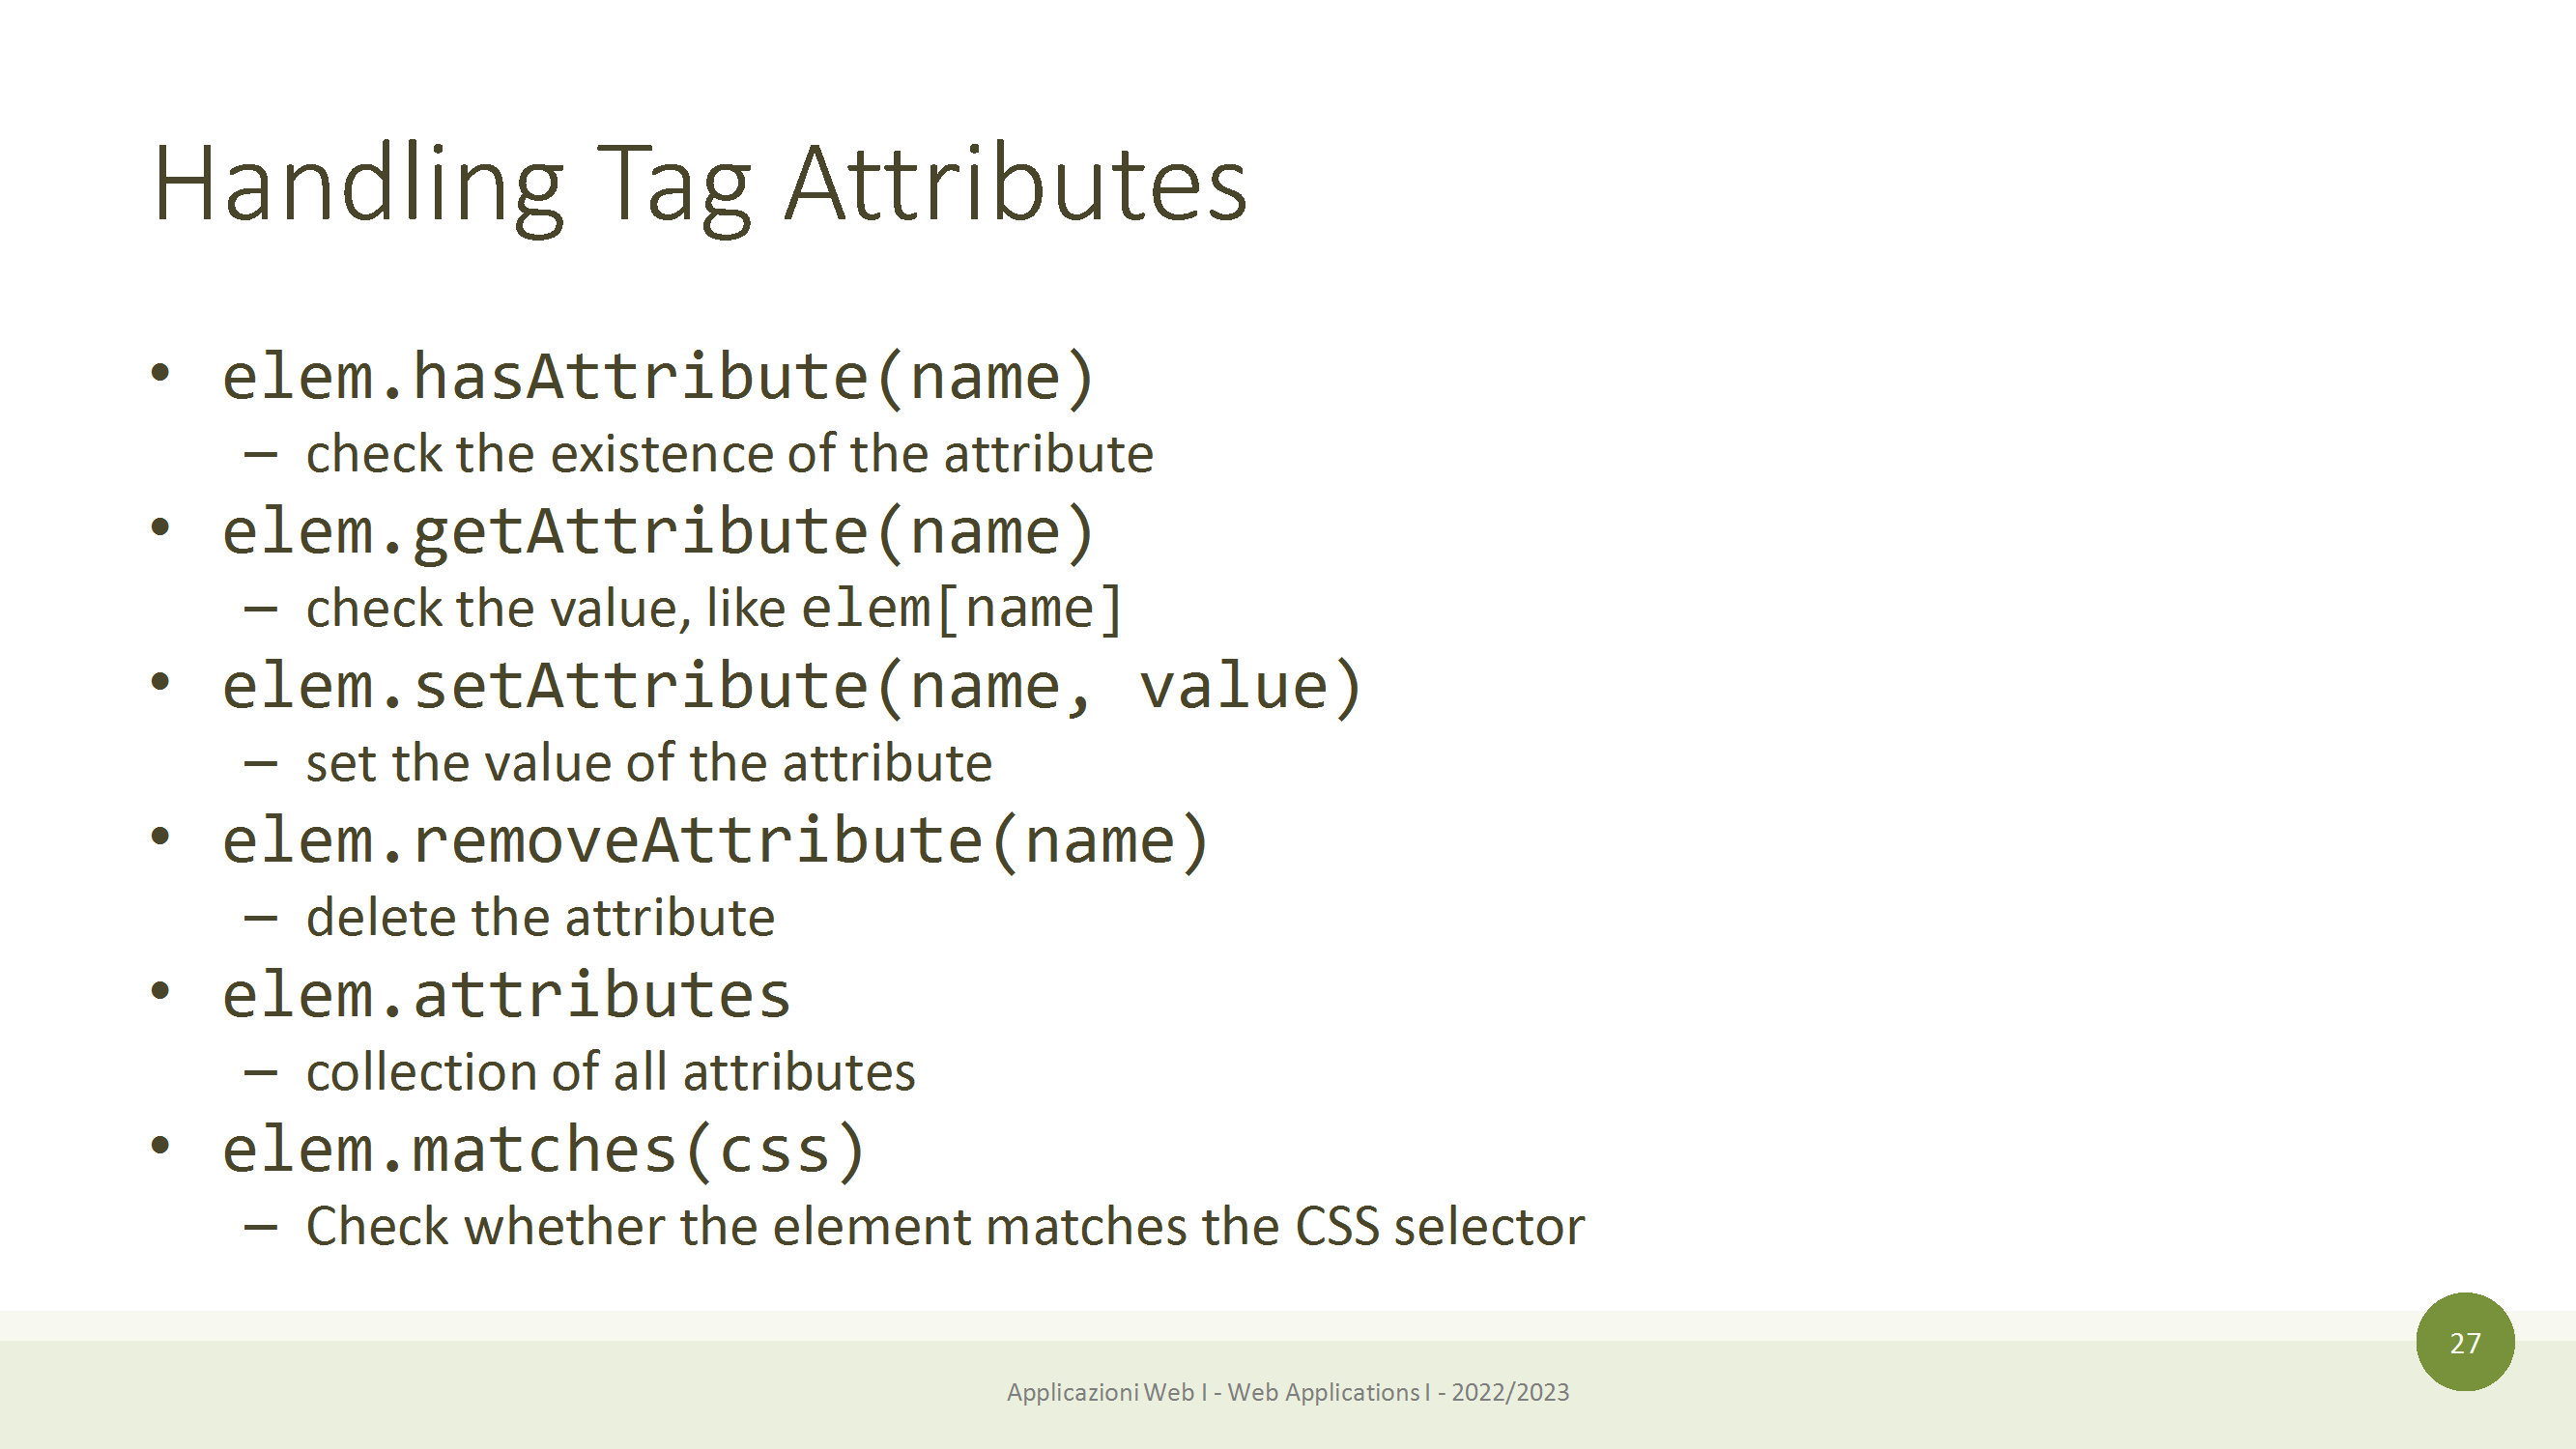 Handling Tag Attributes
• elem.hasAttribute(name)
– check the existence of the attribute
• elem.getAttribute(name)
– check the value, like elem[name]
• elem.setAttribute(name, value)
– set the value of the attribute
• elem.removeAttribute(name)
– delete the attribute
• elem.attributes
– collection of all attributes
• elem.matches(css)
– Check whether the element matches the CSS selector
27
Applicazioni Web I - Web Applications I - 2022/2023